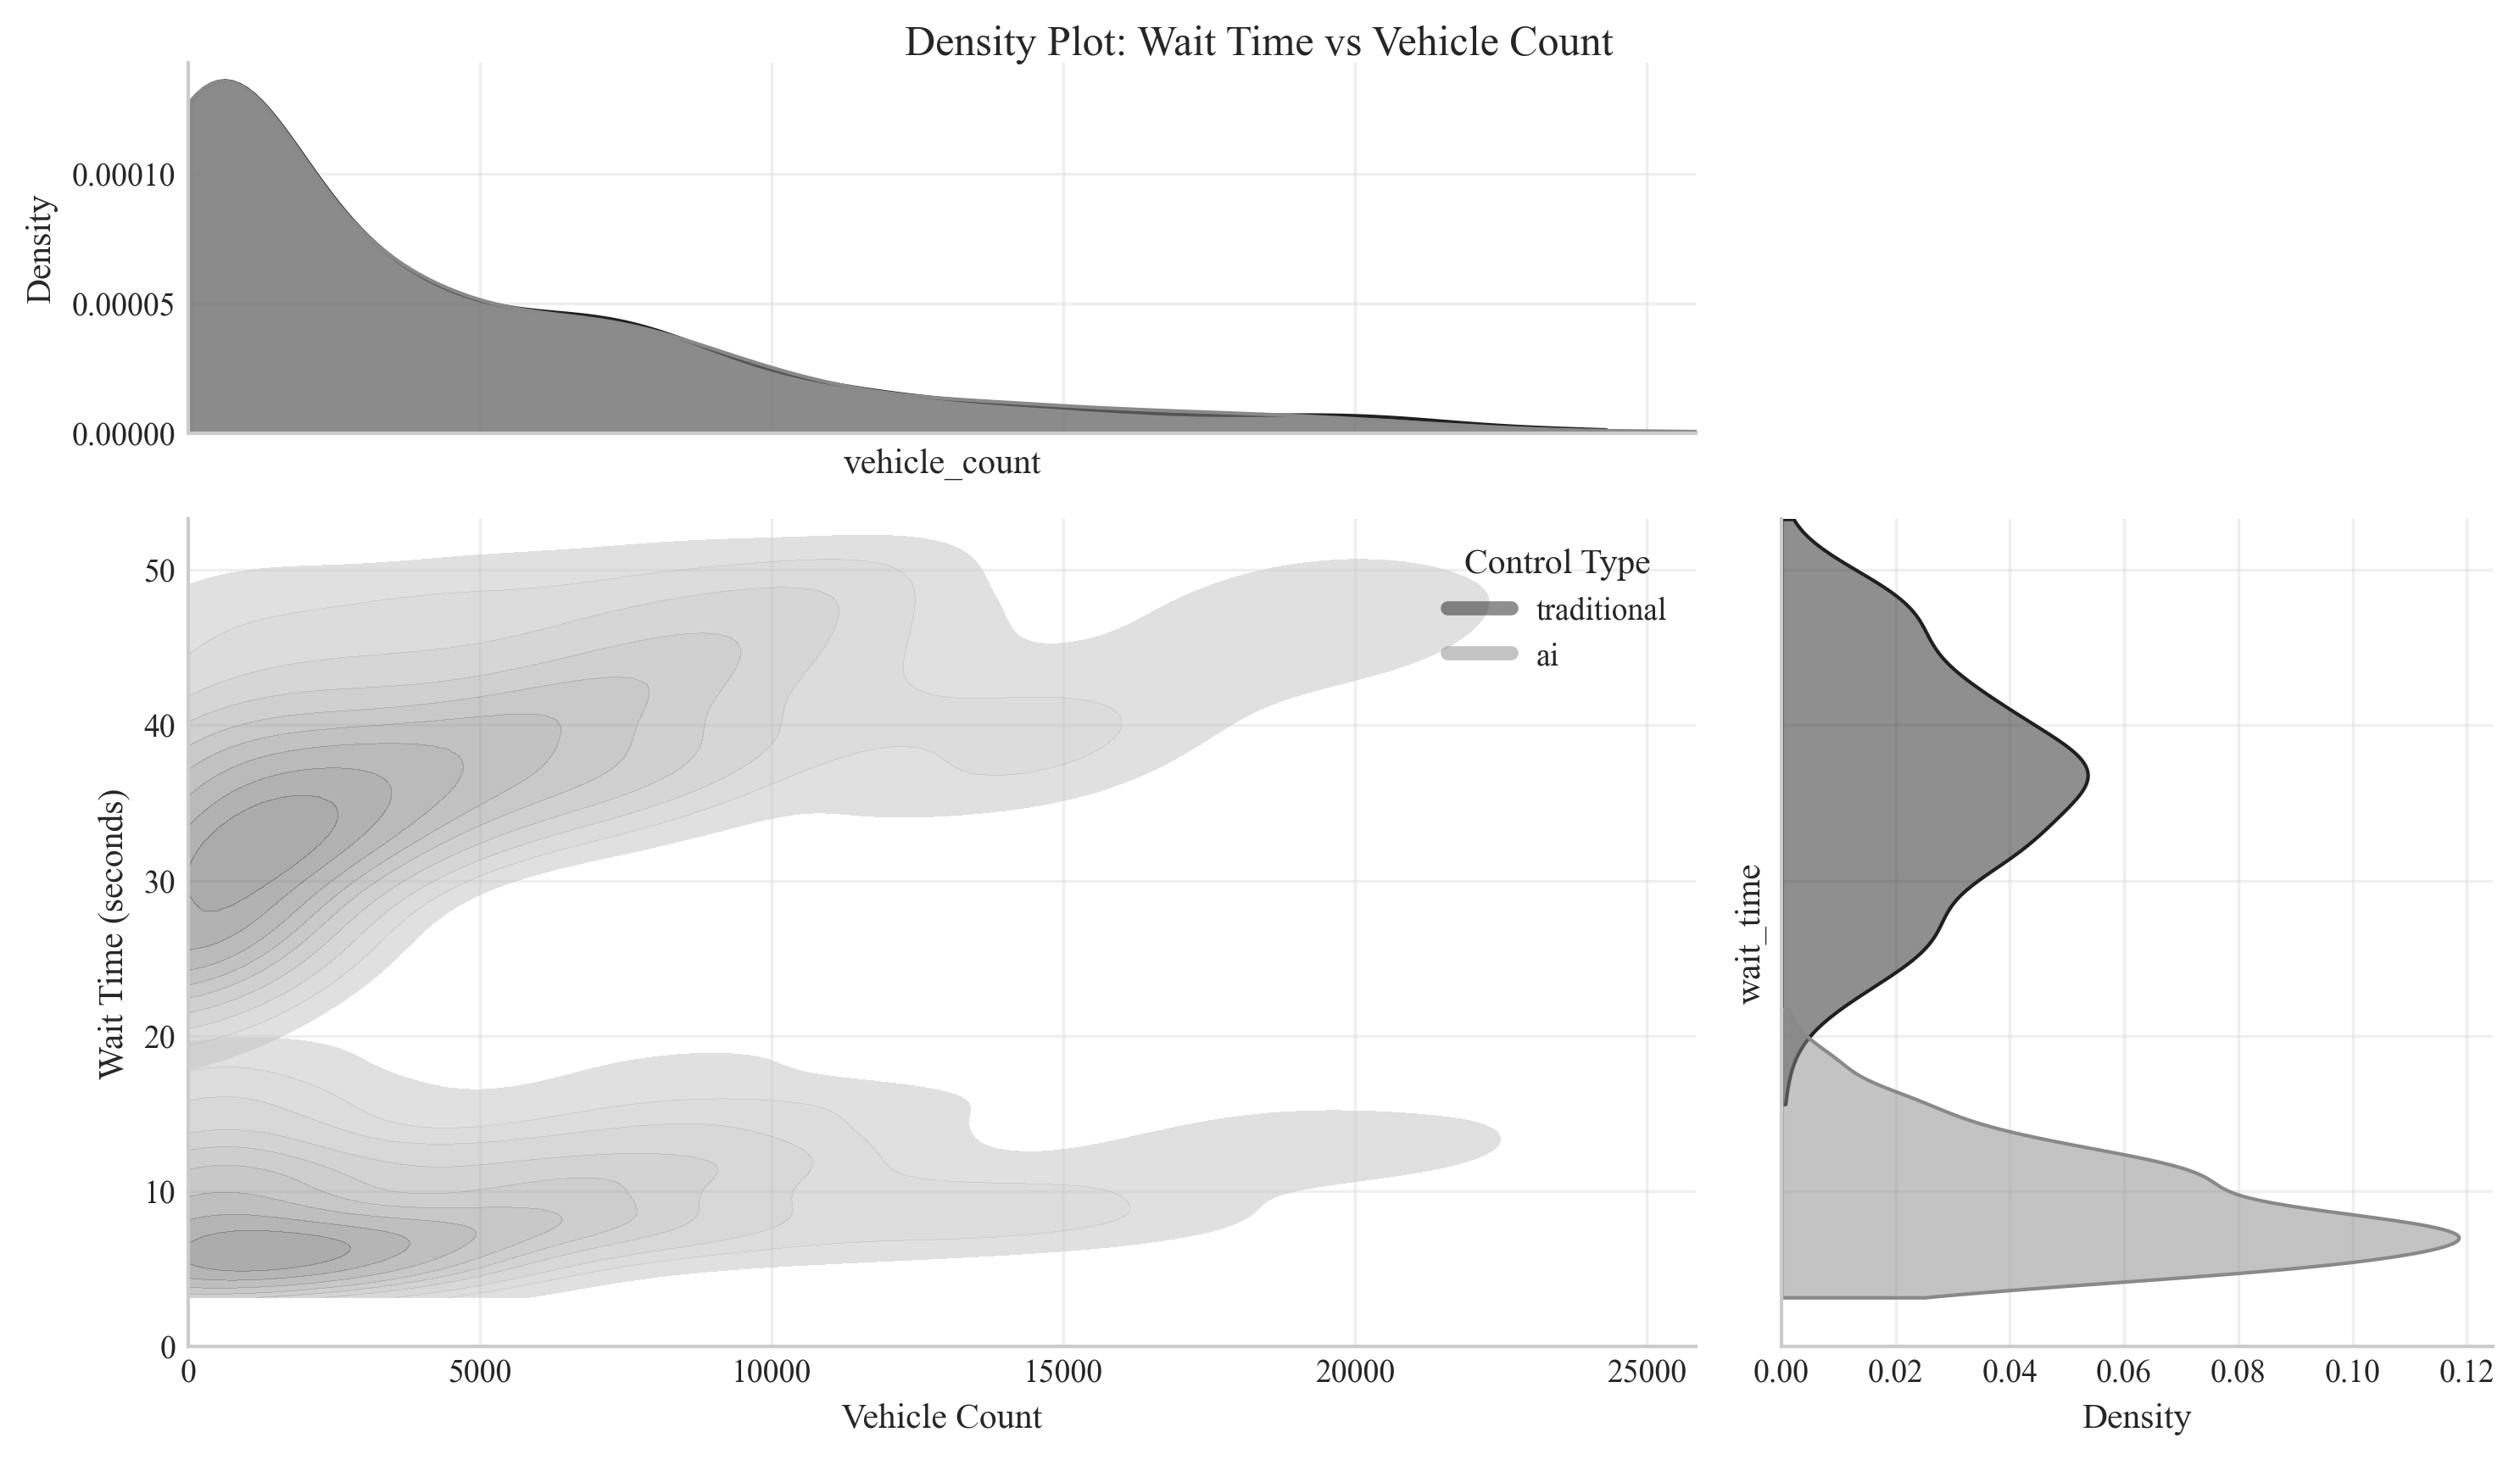 Density Plot: Wait Time vs Vehicle Count
Density
0.00010
0.00005
0.00000
vehicle_count
Wait Time (seconds)
50
40
30
20
10
0
0 5000 10000 15000 20000 25000
Vehicle Count
Control Type
traditional
ai
wait_time
0.00 0.02 0.04 0.06 0.08 0.10 0.12
Density